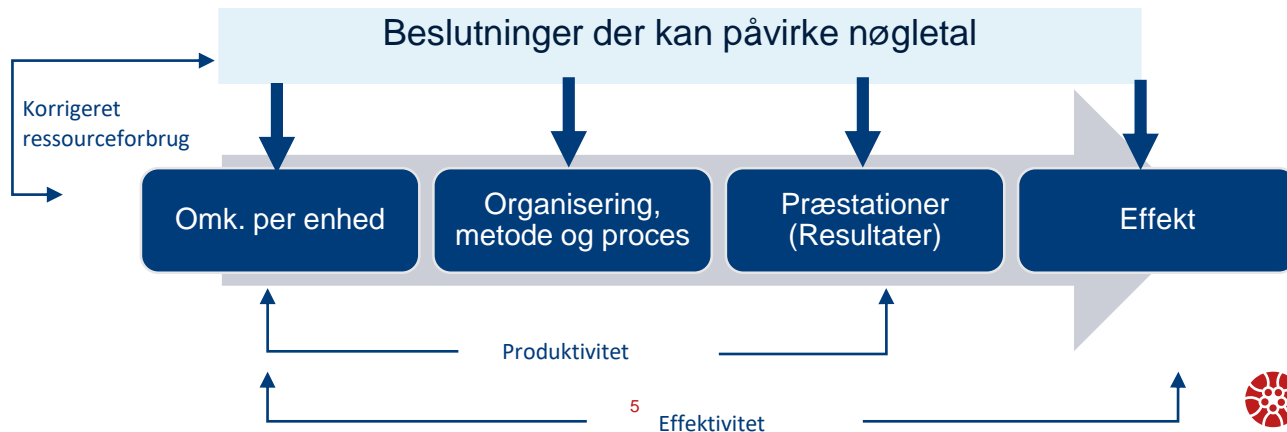 Beslutninger der kan påvirke nøgletal
Korrigeret
ressourceforbrug
Omk. per enhed
Organisering,
metode og proces
Præstationer
(Resultater)
Effekt
Produktivitet
5
Effektivitet